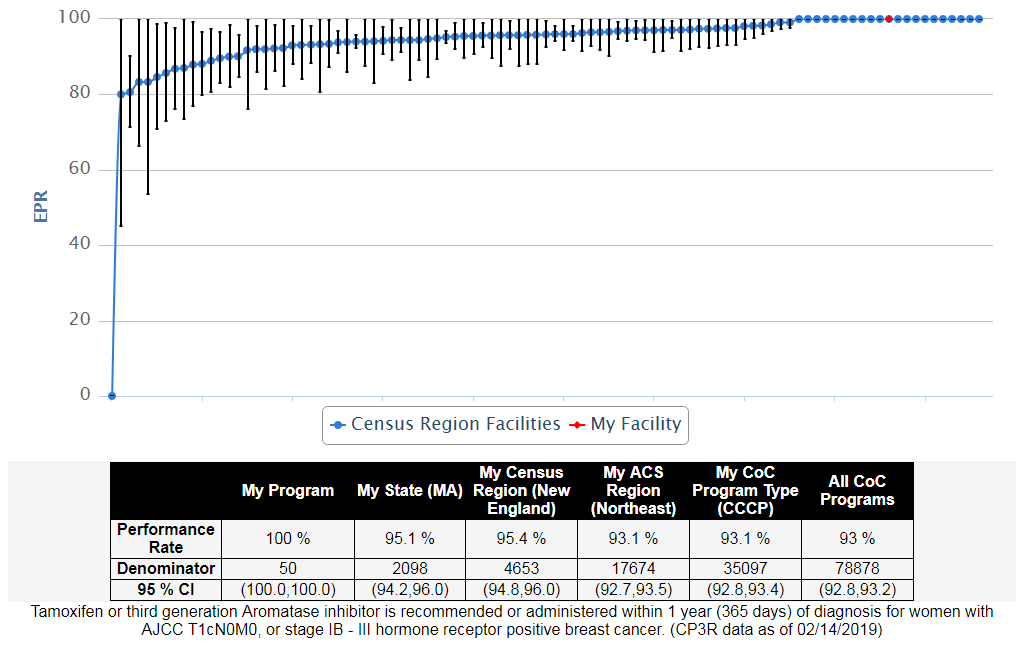 100
80
60
40
20
0
EPR
Census Region Facilities My Facility
My Program My State (MA) My Census Region (New England) My ACS Region (Northeast) My CoC Program Type (CCCP) All CoC Programs
Performance Rate 100 % 95.1 % 95.4 % 93.1 % 93.1 % 93 %
Denominator 50 2098 4653 17674 35097 78878
95 % CI (100.0,100.0) (94.2,96.0) (94.8,96.0) (92.7,93.5) (92.8,93.4) (92.8,93.2)
Tamoxifen or third generation Aromatase inhibitor is recommended or administered within 1 year (365 days) of diagnosis for women with
AJCC T1cN0M0, or stage IB - III hormone receptor positive breast cancer. (CP3R data as of 02/14/2019)